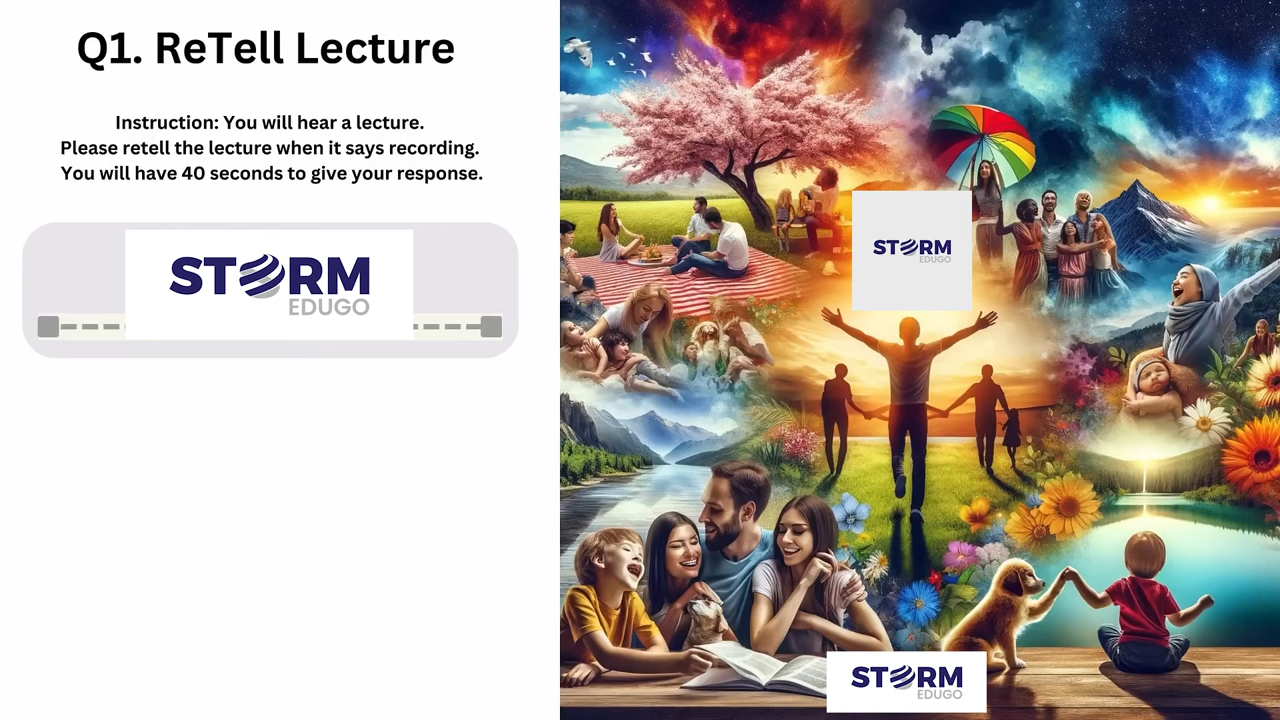 Q1. ReTell Lecture
Instruction: You will hear a lecture.
Please retell the lecture when it says recording.
You will have 40 seconds to give your response.
STORM
EDUGO
STORM
EDUGO
STORM
EDUGO